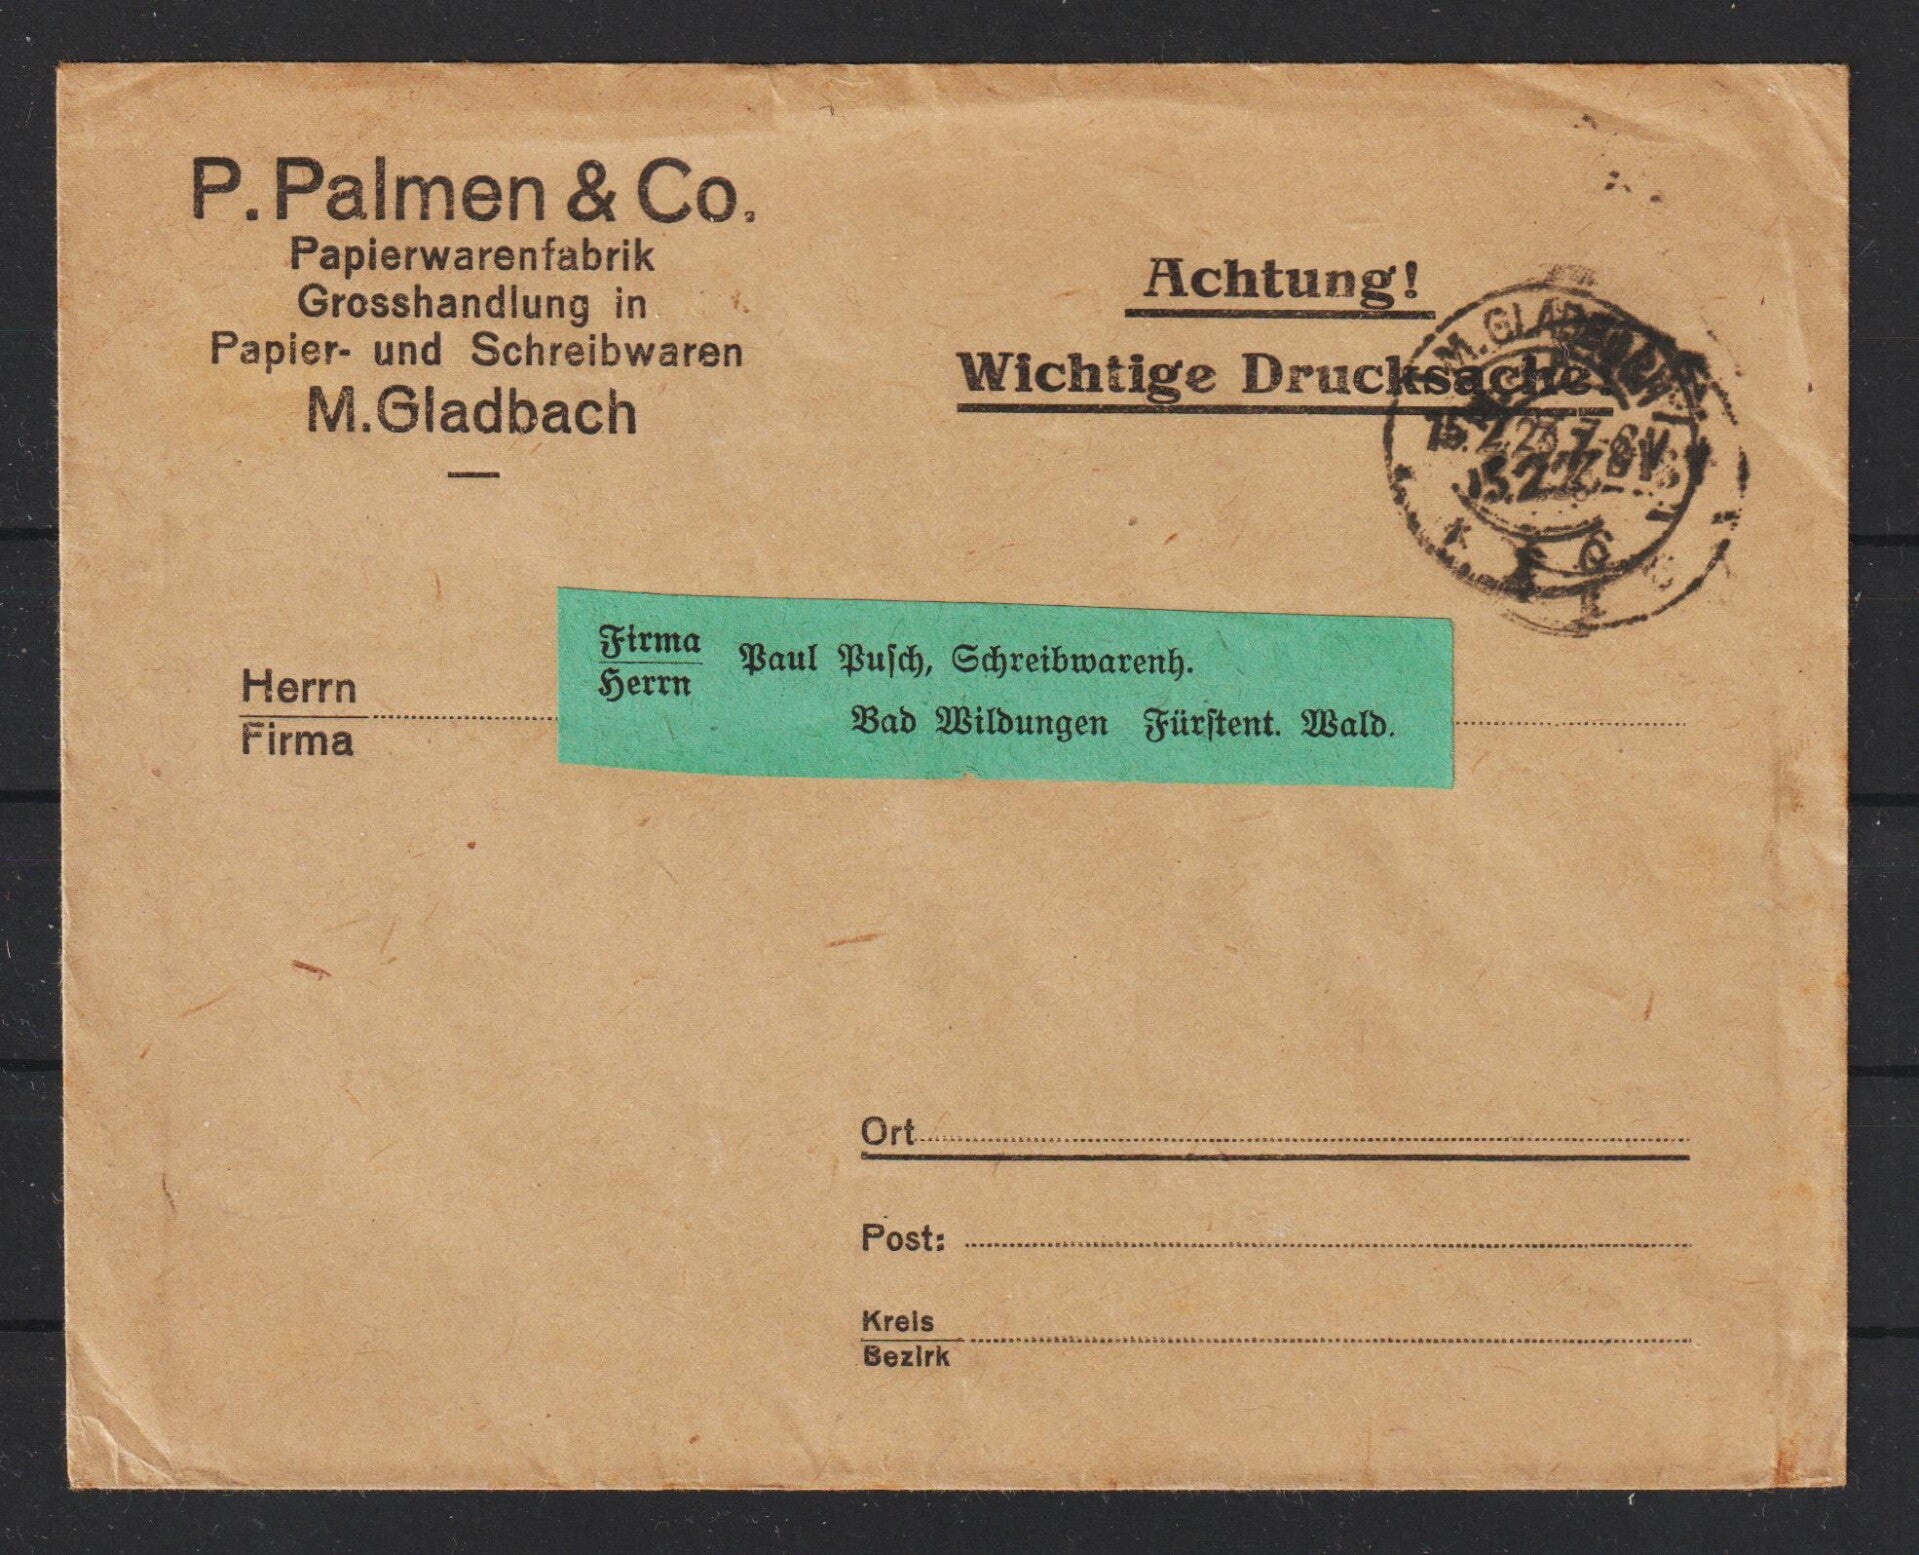 P. Palmen & Co.
Papierwarenfabrik
Grosshandlung in
Papier- und Schreibwaren
M. Gladbach
Achtung!
Wichtige Drucksache.
M. GLADBACH
Firma
Herrn
Paul Pusch, Schreibwarenh.
Bad Wildungen Fürstent. Wald.
Herrn
Firma
Ort
Post:
Kreis
Bezirk